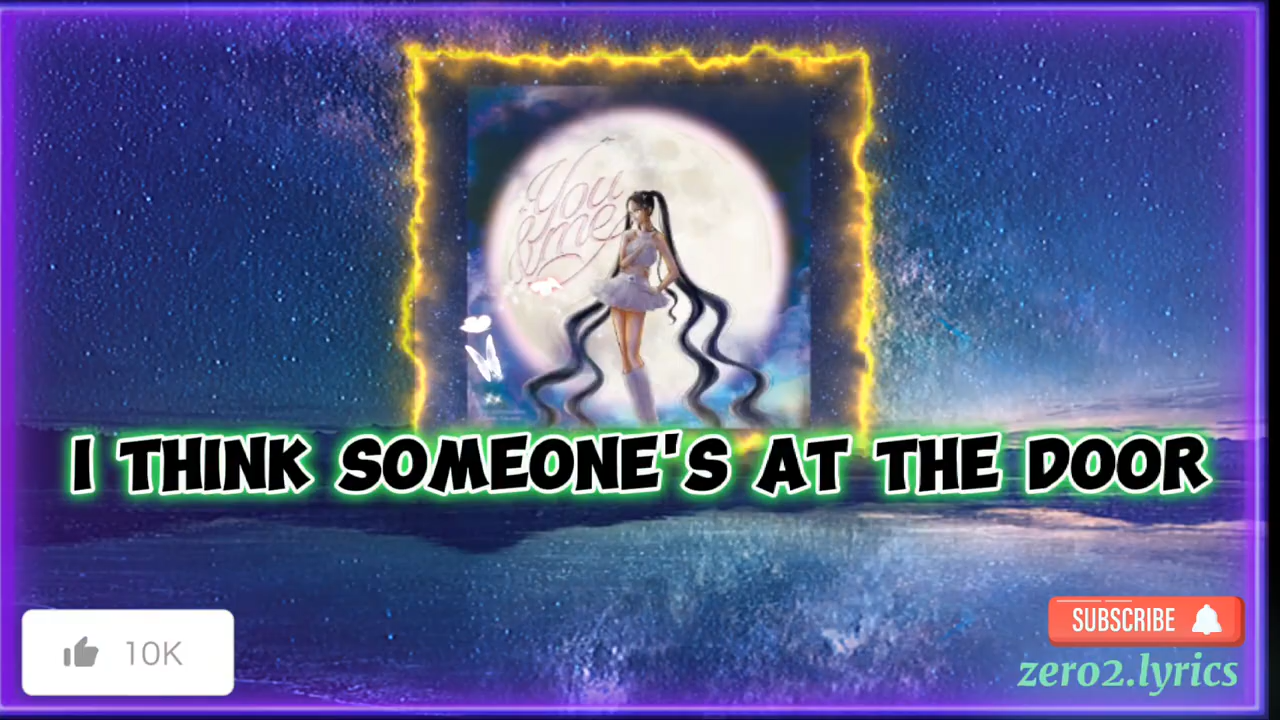 You
& me
I THINK SOMEONE'S AT THE DOOR
10K
SUBSCRIBE
zero2.lyrics